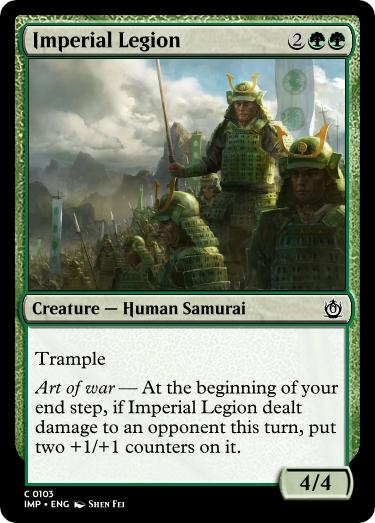 Imperial Legion 2
Creature — Human Samurai
Trample
Art of war — At the beginning of your
end step, if Imperial Legion dealt
damage to an opponent this turn, put
two +1/+1 counters on it.
4/4
C 0103
IMP • ENG Shen Fei